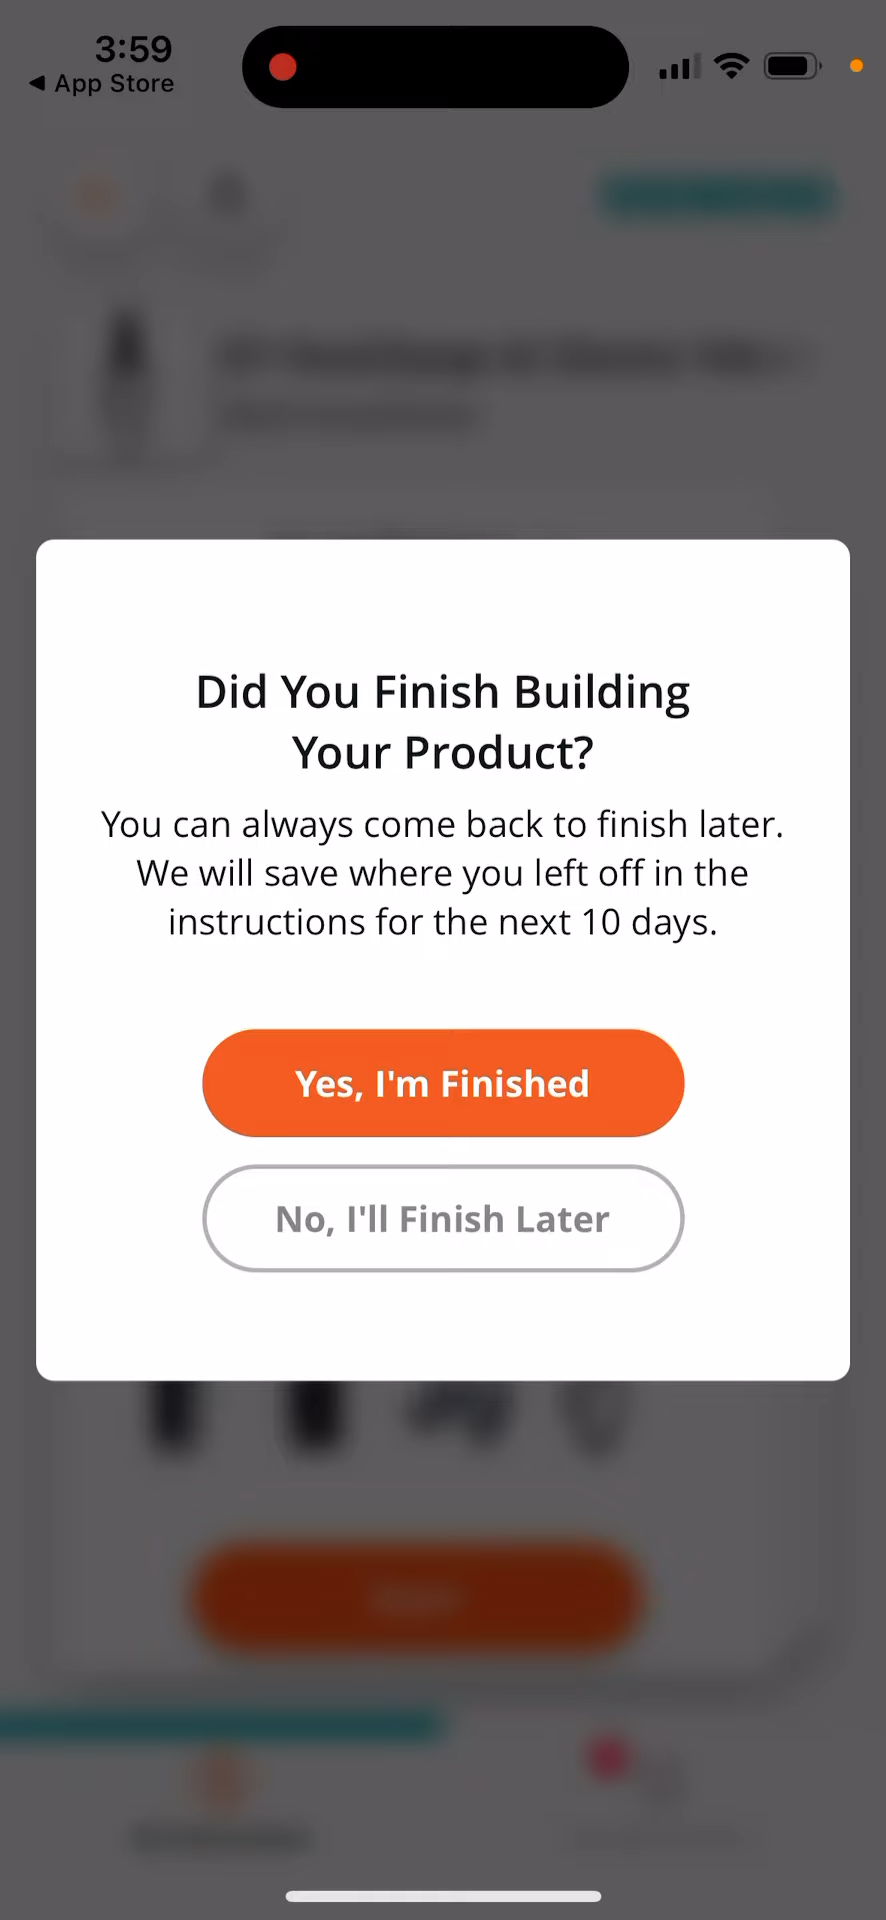 3:59
◀ App Store
Did You Finish Building
Your Product?
You can always come back to finish later.
We will save where you left off in the
instructions for the next 10 days.
Yes, I'm Finished
No, I'll Finish Later